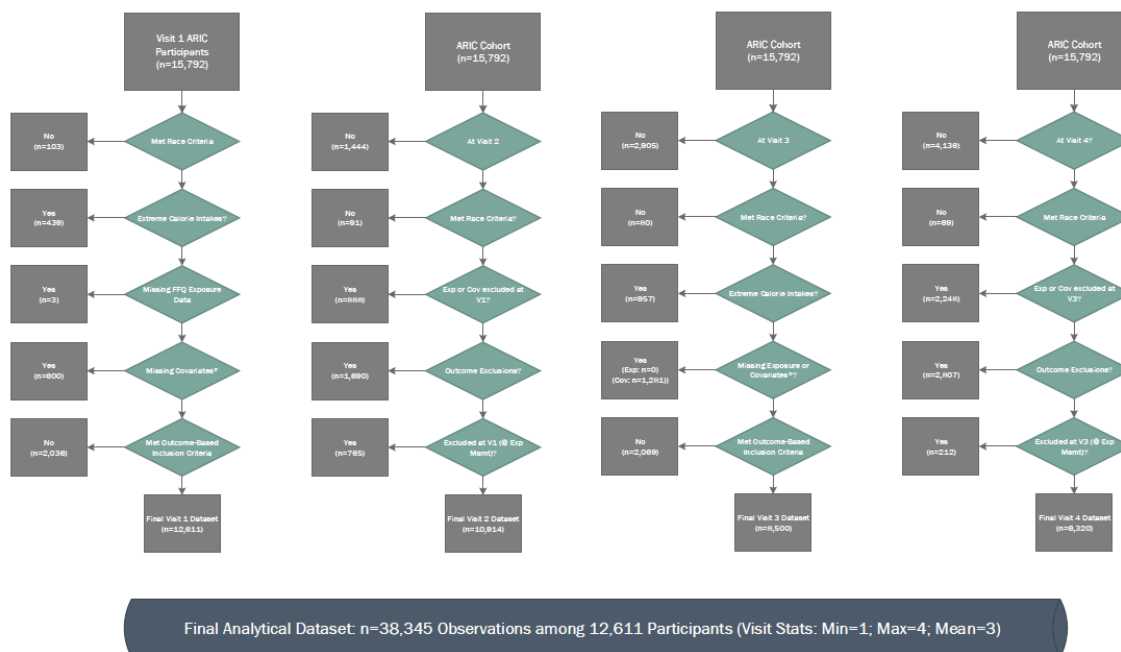 Visit 1 ARIC
Participants
(n=15,792)
Met Race Criteria
No
(n=103)
Extreme Calorie Intakes?
Yes
(n=439)
Missing FFQ Exposure
Data
Yes
(n=3)
Missing Covariates*
Yes
(n=600)
Met Outcome-Based
Inclusion Criteria
No
(n=2,036)
Final Visit 1 Dataset
(n=12,611)
ARIC Cohort
(n=15,792)
At Visit 2
No
(n=1,444)
Met Race Criteria?
No
(n=91)
Exp or Cov excluded at
V1?
Yes
(n=888)
Outcome Exclusions?
Yes
(n=1,690)
Excluded at V1 (@ Exp
Msmt)?
Yes
(n=765)
Final Visit 2 Dataset
(n=10,914)
ARIC Cohort
(n=15,792)
At Visit 3
No
(n=2,905)
Met Race Criteria?
No
(n=80)
Extreme Calorie Intakes?
Yes
(n=957)
Missing Exposure or
Covariates*?
Yes
(Exp: n=0)
(Cov: n=1,281))
Met Outcome-Based
Inclusion Criteria
No
(n=2,069)
Final Visit 3 Dataset
(n=8,500)
ARIC Cohort
(n=15,792)
At Visit 4?
No
(n=4,136)
Met Race Criteria
No
(n=69)
Exp or Cov excluded at
V3?
Yes
(n=2,248)
Outcome Exclusions?
Yes
(n=2,807)
Excluded at V3 (@ Exp
Msmt)?
Yes
(n=212)
Final Visit 4 Dataset
(n=6,320)
Final Analytical Dataset: n=38,345 Observations among 12,611 Participants (Visit Stats: Min=1; Max=4; Mean=3)